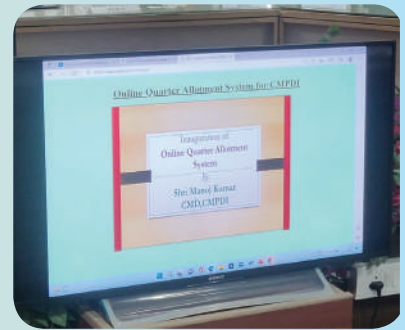 Online Quarter Allotment System for CMPDI
Inauguration of
Online Quarter Allotment
System
By
Shri Manoj Kumar
CMD,CMPDI